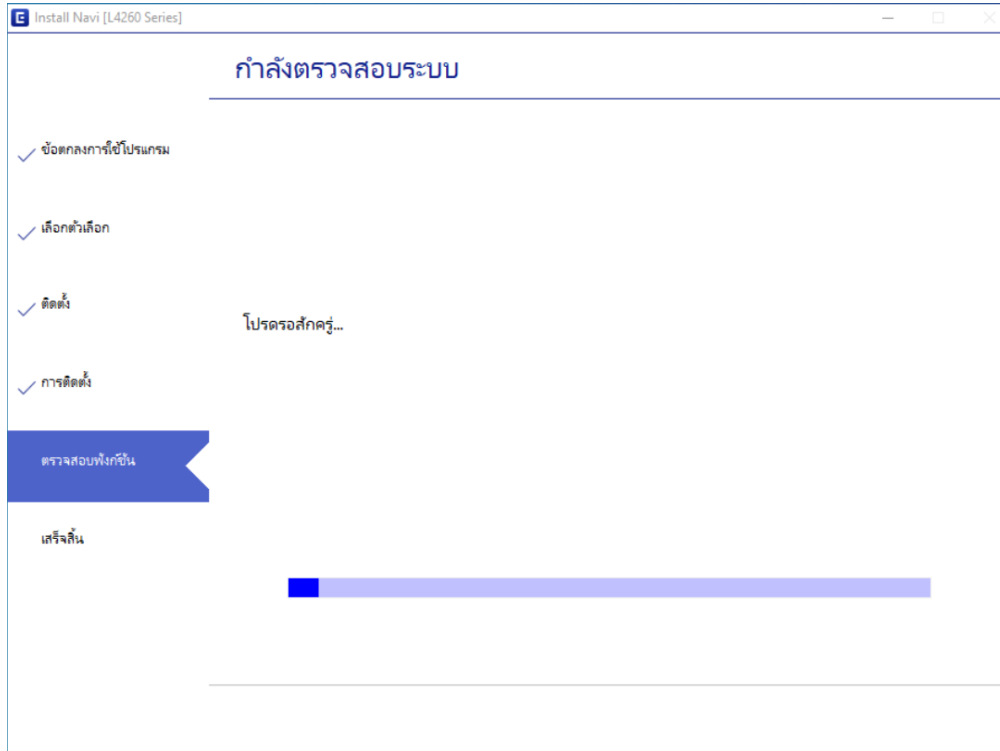 E Install Navi [L4260 Series]
กำลังตรวจสอบระบบ
ข้อตกลงการใช้โปรแกรม
เลือกตัวเลือก
ติดตั้ง
โปรดรอสักครู่...
การติดตั้ง
ตรวจสอบฟังก์ชัน
เสร็จสิ้น